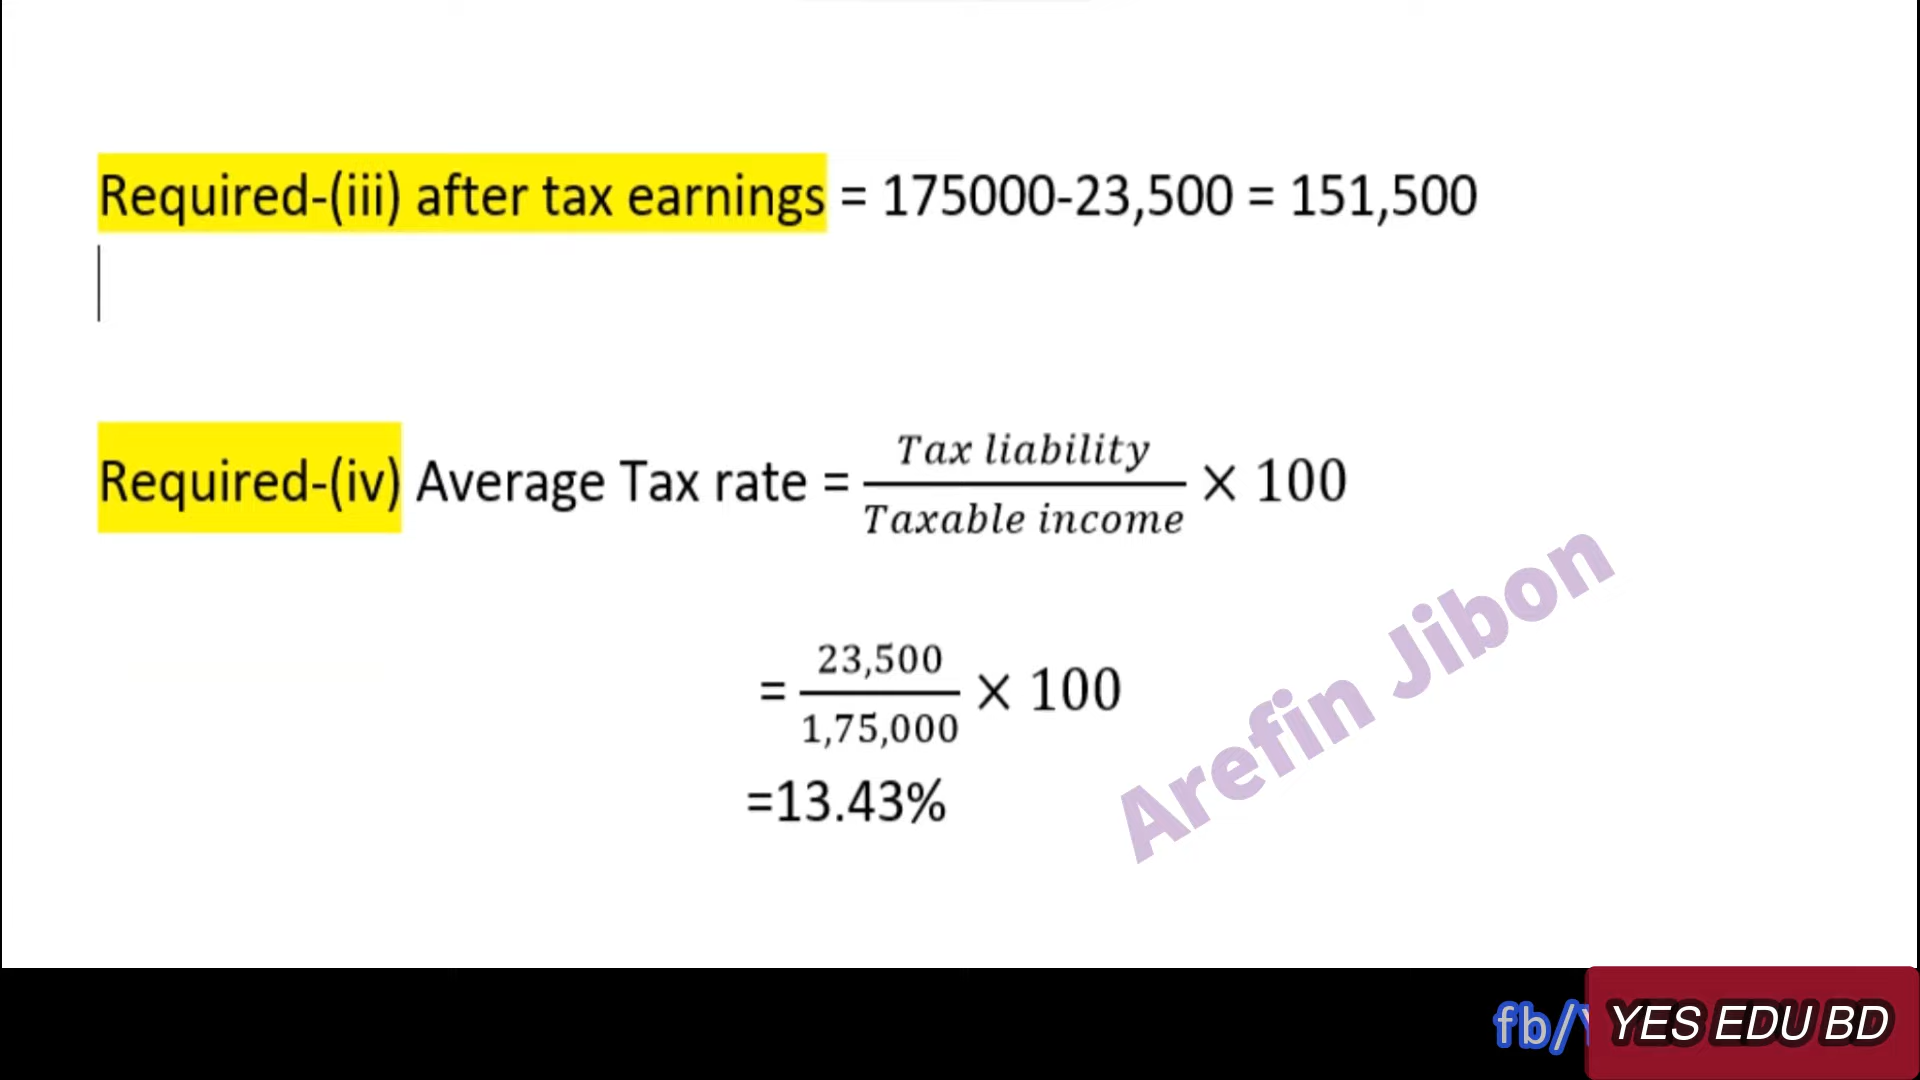 Required-(iii) after tax earnings = 175000-23,500 = 151,500
Required-(iv) Average Tax rate = Tax liability / Taxable income × 100
= 23,500 / 1,75,000 × 100
=13.43%
Arefin Jibon
fb/
YES EDU BD